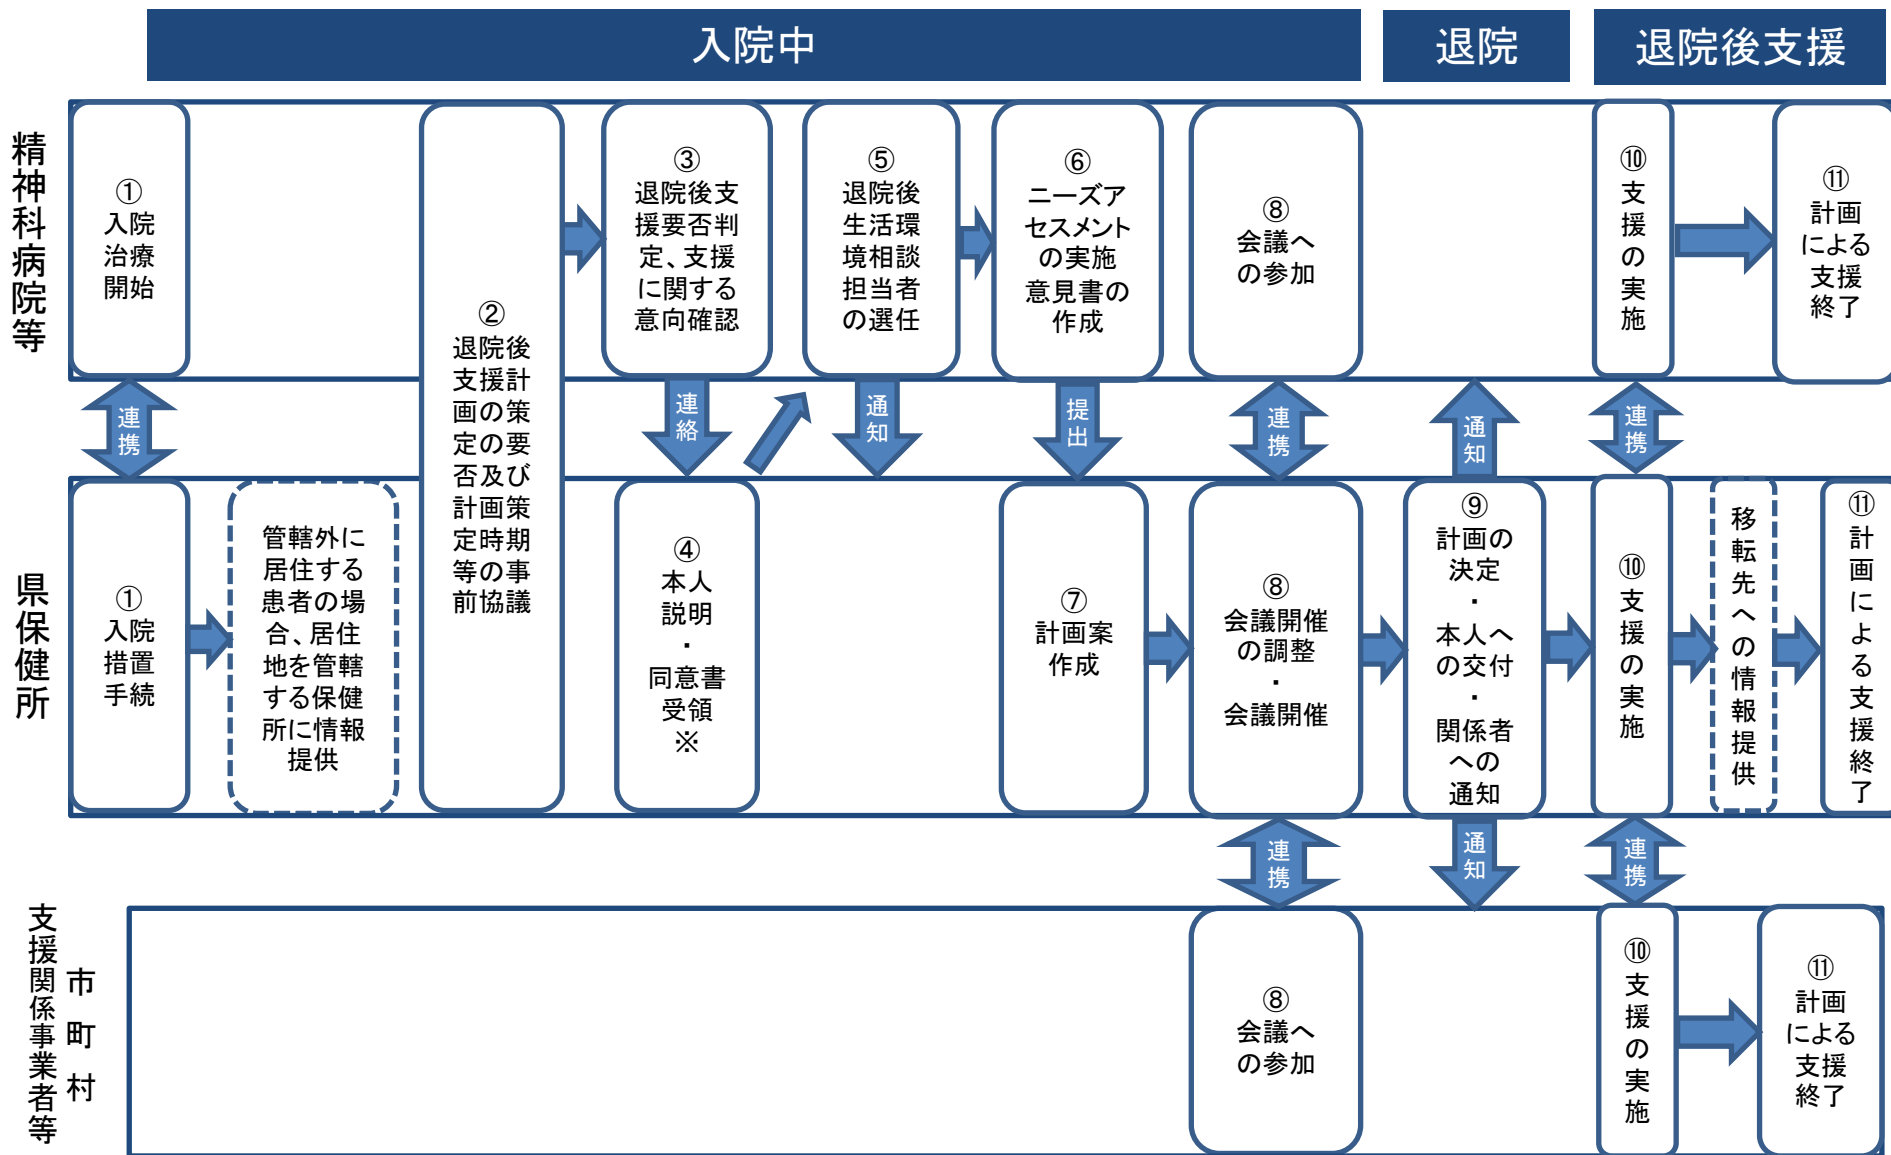 入院中
退院
退院後支援
精神科病院等
①
入院
治療
開始
②
退院後
支援計
画の策
定の要
否及び
計画策
定時期
等の事
前協議
③
退院後支
援要否判
定、支援
に関する
意向確認
⑤
退院後
生活環
境相談
担当者
の選任
⑥
ニーズア
セスメント
の実施
意見書の
作成
⑧
会議へ
の参加
⑩
支援の実施
⑪
計画
による
支援
終了
連携
連絡
通知
提出
連携
通知
連携
県保健所
①
入院
措置
手続
管轄外に
居住する
患者の場
合、居住
地を管轄
する保健
所に情報
提供
④
本人
説明
・
同意書
受領
※
⑦
計画案
作成
⑧
会議開催
の調整
・
会議開催
⑨
計画の
決定
・
本人へ
の交付
・
関係者
への
通知
⑩
支援の実施
移転先への情報提供
⑪
計画による支援終了
連携
通知
連携
支援関係事業者等
市町村
⑧
会議へ
の参加
⑩
支援の実施
⑪
計画
による
支援
終了